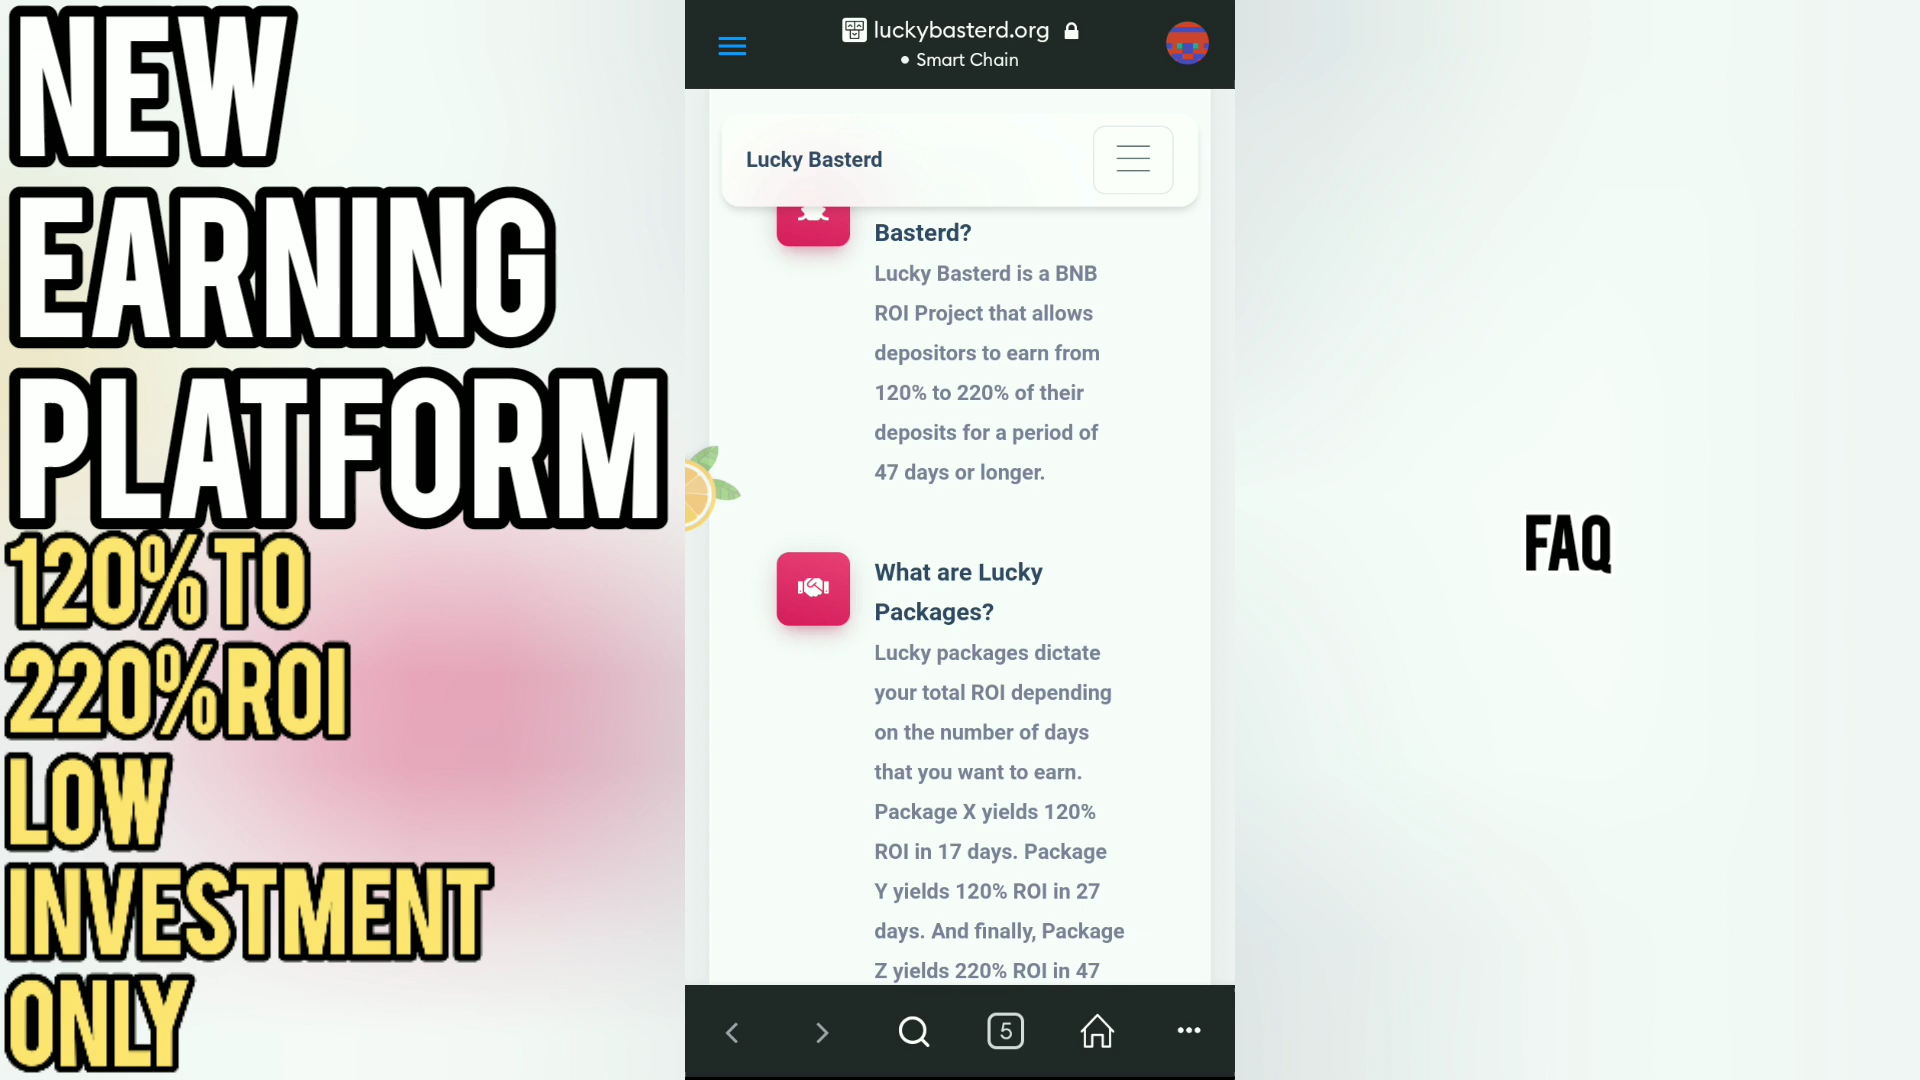 NEW
EARNING
PLATFORM
120% TO
220% ROI
LOW
INVESTMENT
ONLY
luckybasterd.org
Smart Chain
Lucky Basterd
Basterd?
Lucky Basterd is a BNB
ROI Project that allows
depositors to earn from
120% to 220% of their
deposits for a period of
47 days or longer.
What are Lucky
Packages?
Lucky packages dictate
your total ROI depending
on the number of days
that you want to earn.
Package X yields 120%
ROI in 17 days. Package
Y yields 120% ROI in 27
days. And finally, Package
Z yields 220% ROI in 47
5
FAQ